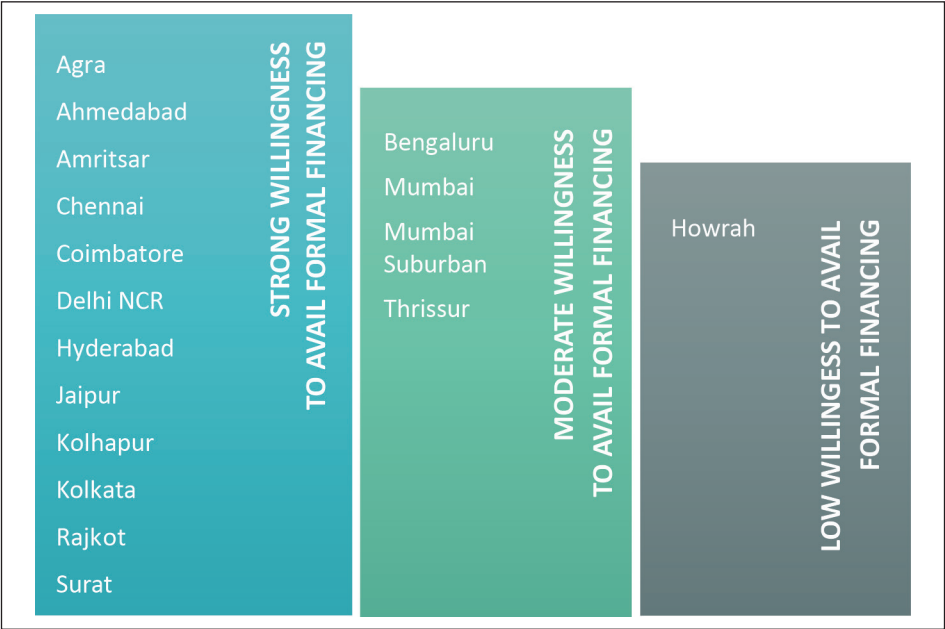 Agra
Ahmedabad
Amritsar
Chennai
Coimbatore
Delhi NCR
Hyderabad
Jaipur
Kolhapur
Kolkata
Rajkot
Surat
STRONG WILLINGNESS
TO AVAIL FORMAL FINANCING
Bengaluru
Mumbai
Mumbai
Suburban
Thrissur
MODERATE WILLINGNESS
TO AVAIL FORMAL FINANCING
Howrah
LOW WILLINGESS TO AVAIL
FORMAL FINANCING